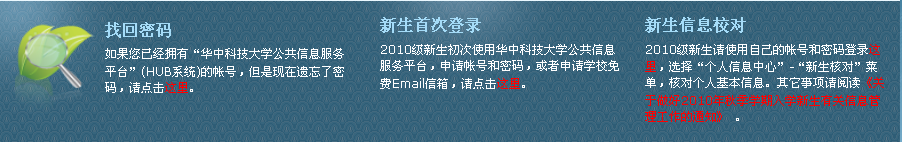 找回密码
如果您已经拥有“华中科技大学公共信息服务
平台”(HUB系统)的帐号，但是现在遗忘了密
码，请点击这里。
新生首次登录
2010级新生初次使用华中科技大学公共信息
服务平台，申请帐号和密码，或者申请学校免
费Email信箱，请点击这里。
新生信息校对
2010级新生请使用自己的帐号和密码登录这
里，选择“个人信息中心”-“新生核对”菜
单，核对个人基本信息。其它事项请阅读
。